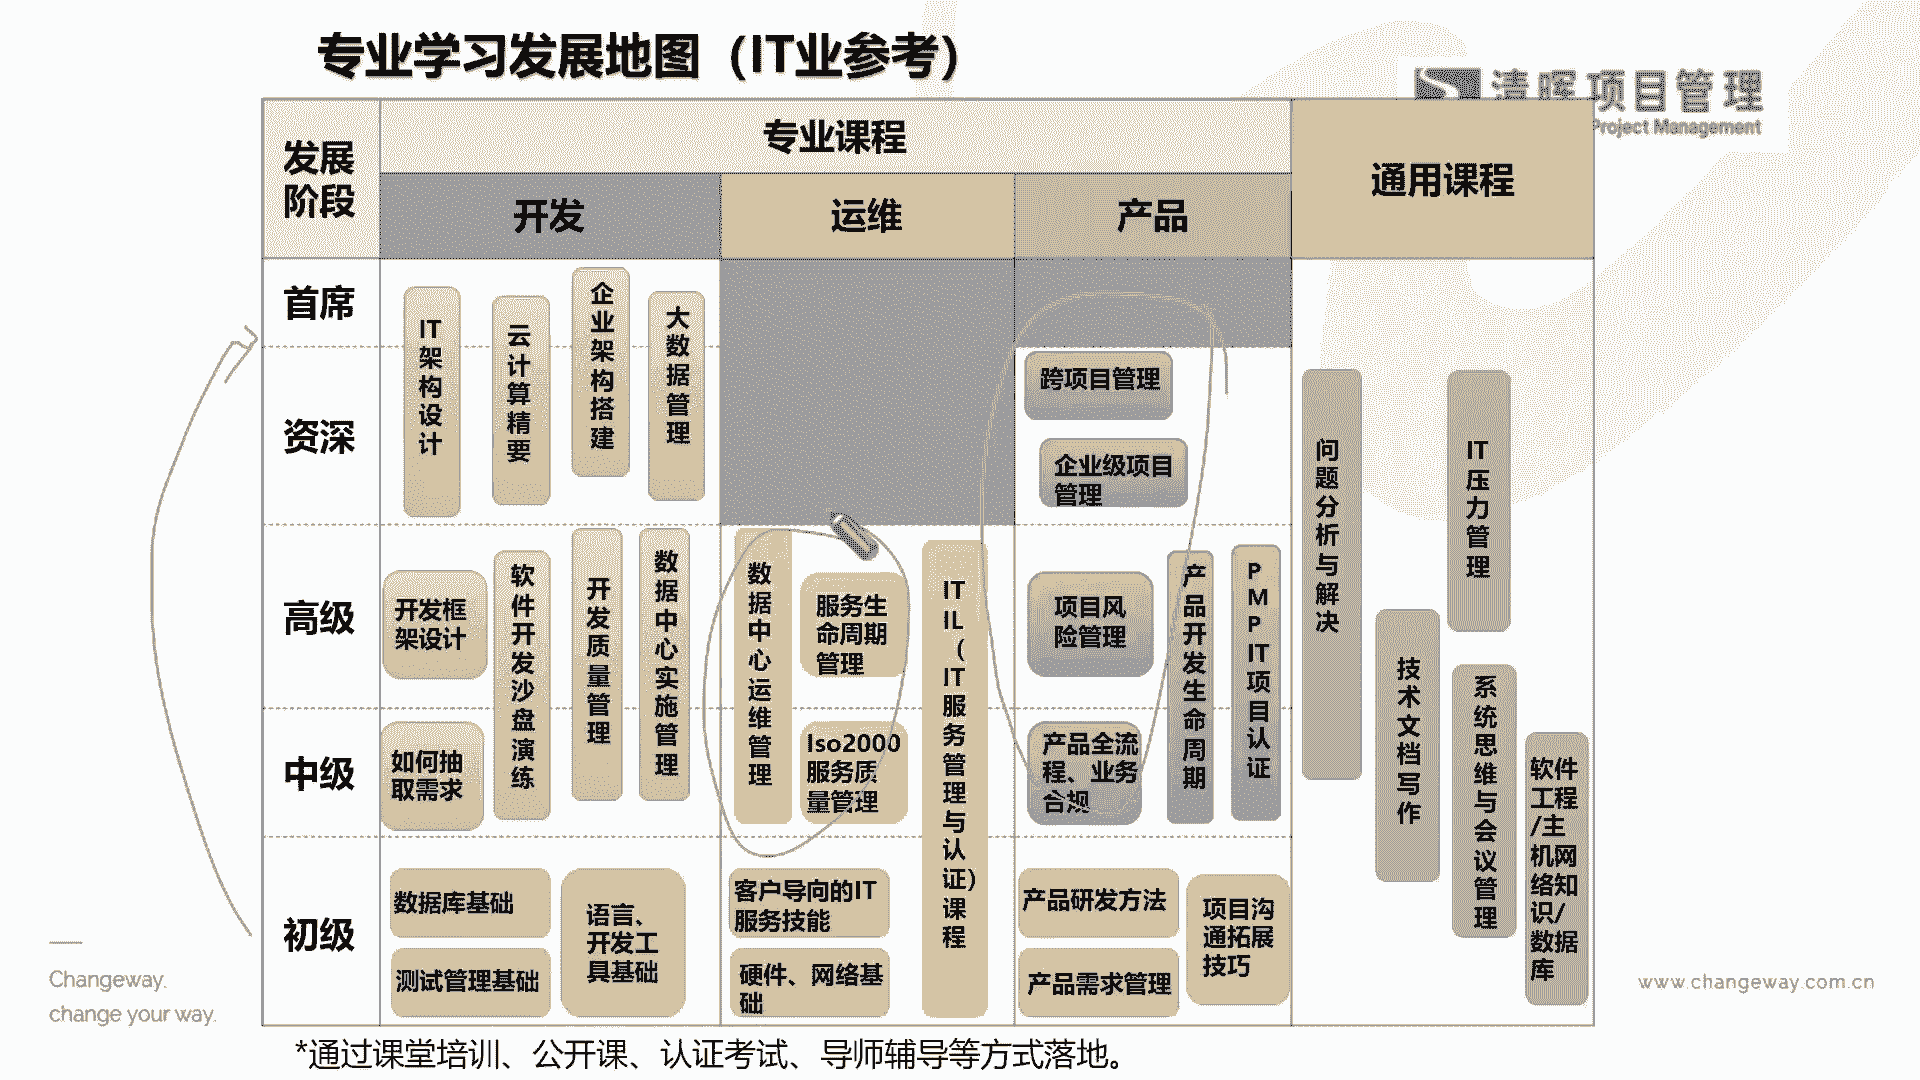 专业学习发展地图（IT业参考）
清晖项目管理
Project Management
发展
阶段
专业课程
通用课程
开发
运维
产品
首席
资深
高级
中级
初级
IT架构设计
云计算精要
企业架构搭建
大数据管理
开发框
架设计
如何抽
取需求
软件开发沙盘演练
开发质量管理
数据中心实施管理
数据库基础
测试管理基础
语言、
开发工
具基础
数据中心运维管理
服务生
命周期
管理
Iso2000
服务质
量管理
ITIL（IT服务管理与认证）课程
客户导向的IT
服务技能
硬件、网络基
础
跨项目管理
企业级项目
管理
项目风
险管理
产品全流
程、业务
合规
产品开发生命周期
PMPIT项目认证
产品研发方法
产品需求管理
项目沟
通拓展
技巧
问题分析与解决
IT压力管理
技术文档写作
系统思维与会议管理
软件
工程
/主
机网
络知
识/
数据
库
Changeway.
change your way.
www.changeway.com.cn
*通过课堂培训、公开课、认证考试、导师辅导等方式落地。